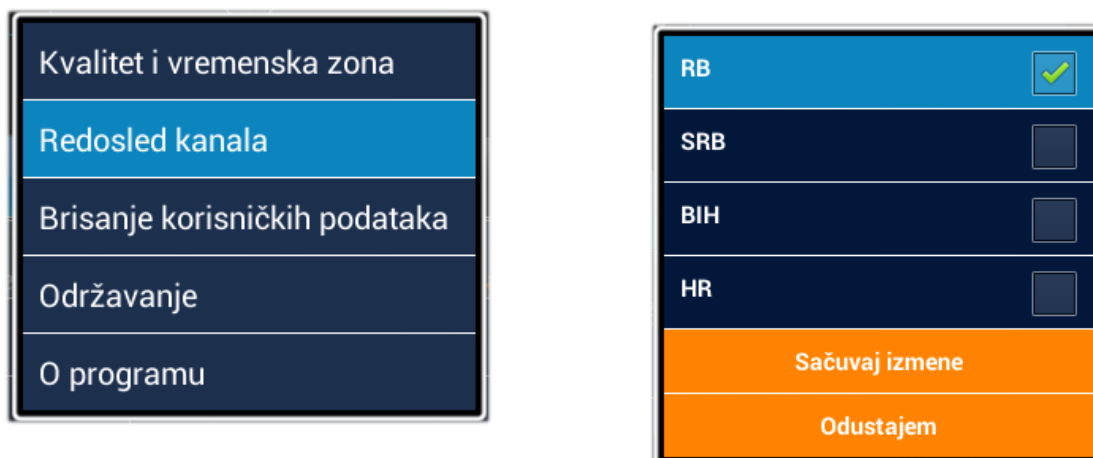 Kvalitet i vremenska zona
Redosled kanala
Brisanje korisničkih podataka
Održavanje
O programu
RB
SRB
BIH
HR
Sačuvaj izmene
Odustajem